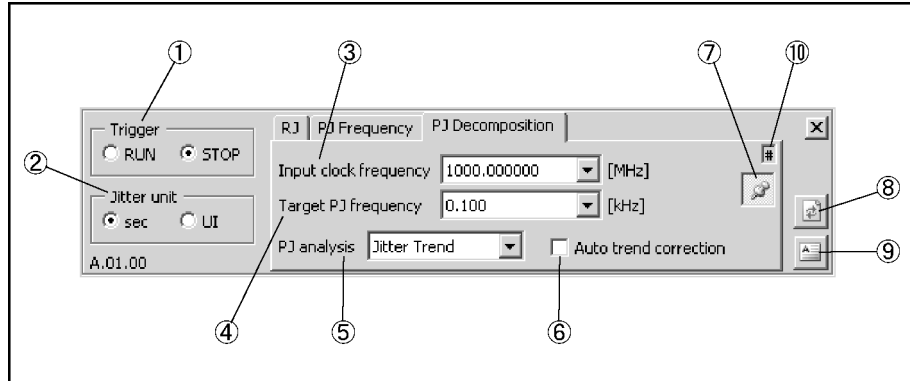 ① ③ ⑦ ⑩
Trigger
RUN STOP
RJ PJ Frequency PJ Decomposition
#
②
Input clock frequency 1000.000000 [MHz]
Jitter unit
sec UI
Target PJ frequency 0.100 [kHz]
⑧
PJ analysis Jitter Trend Auto trend correction
⑨
A.01.00
④ ⑤ ⑥